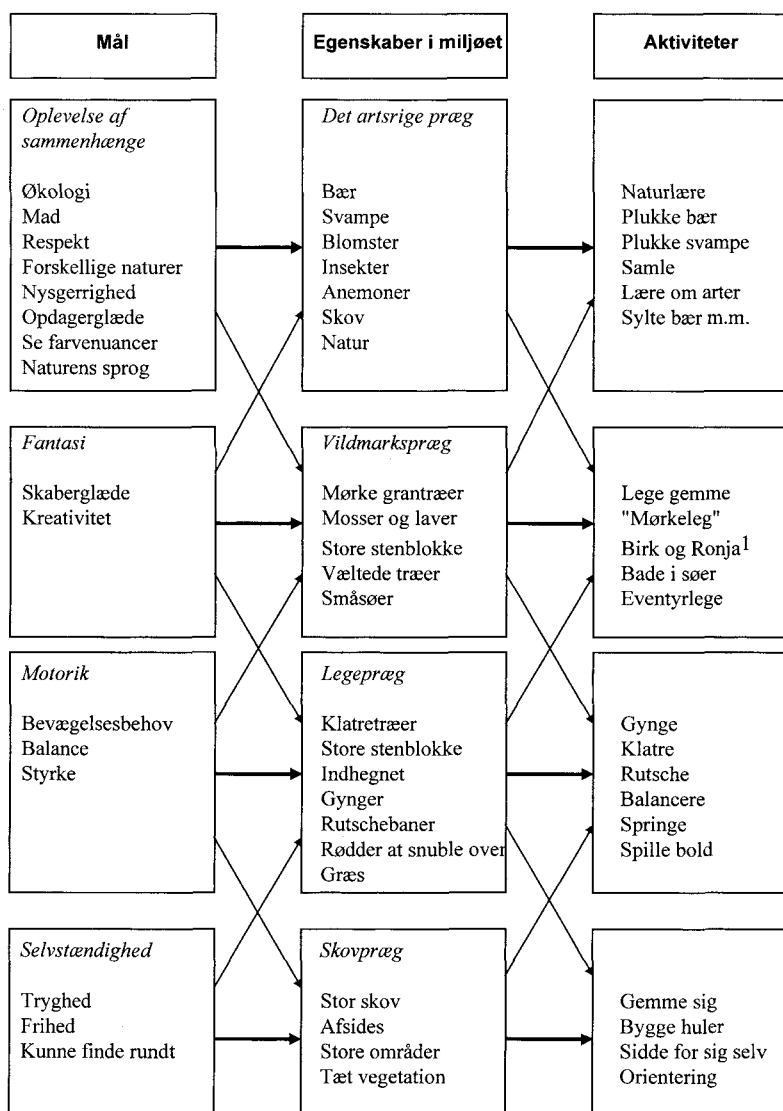 Mål
Egenskaber i miljøet
Aktiviteter
Oplevelse af
sammenhænge
Økologi
Mad
Respekt
Forskellige naturer
Nysgerrighed
Opdagerglæde
Se farvenuancer
Naturens sprog
Det artsrige præg
Bær
Svampe
Blomster
Insekter
Anemoner
Skov
Natur
Naturlære
Plukke bær
Plukke svampe
Samle
Lære om arter
Sylte bær m.m.
Fantasi
Skaberglæde
Kreativitet
Vildmarkspræg
Mørke grantræer
Mosser og laver
Store stenblokke
Væltede træer
Småsøer
Lege gemme
"Mørkeleg"
Birk og Ronja1
Bade i søer
Eventyrlege
Motorik
Bevægelsesbehov
Balance
Styrke
Legepræg
Klatretræer
Store stenblokke
Indhegnet
Gynger
Rutschebaner
Rødder at snuble over
Græs
Gynge
Klatre
Rutsche
Balancere
Springe
Spille bold
Selvstændighed
Tryghed
Frihed
Kunne finde rundt
Skovpræg
Stor skov
Afsides
Store områder
Tæt vegetation
Gemme sig
Bygge huler
Sidde for sig selv
Orientering